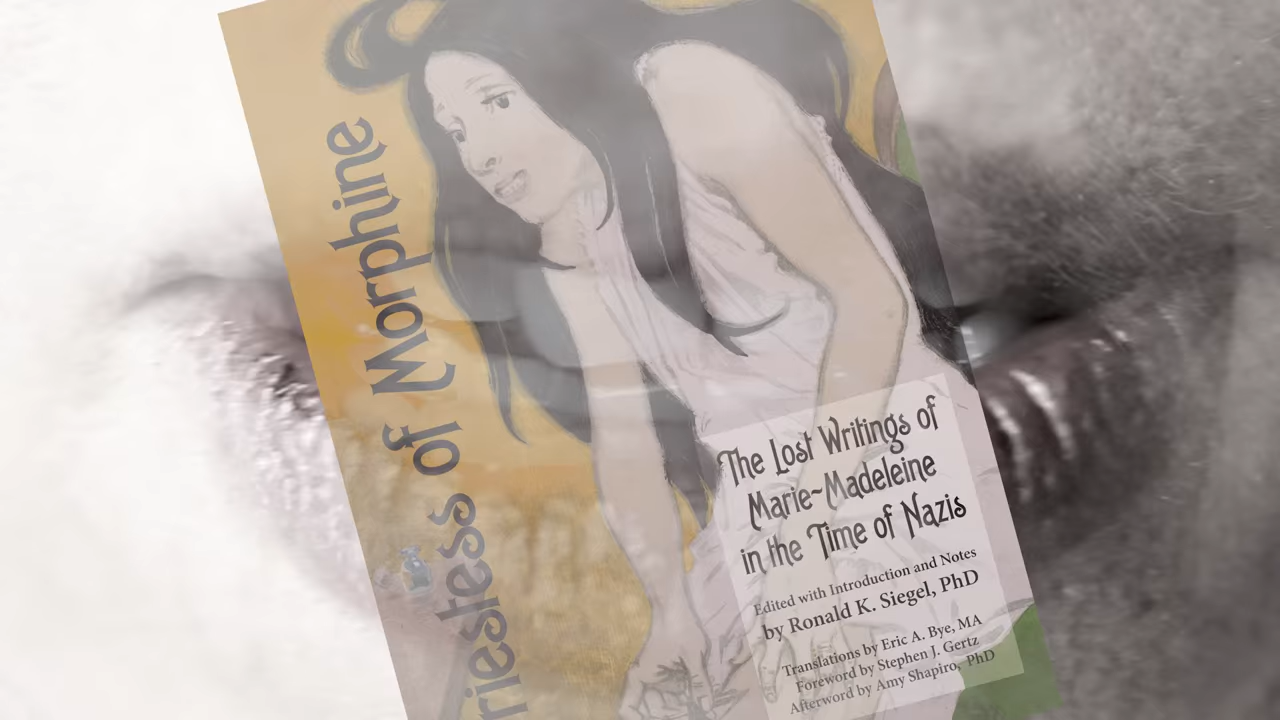 riestess of Morphine
The Lost Writings of
Marie~Madeleine
in the Time of Nazis
Edited with Introduction and Notes
by Ronald K. Siegel, PhD
Translations by Eric A. Bye, MA
Foreword by Stephen J. Gertz
Afterword by Amy Shapiro, PhD